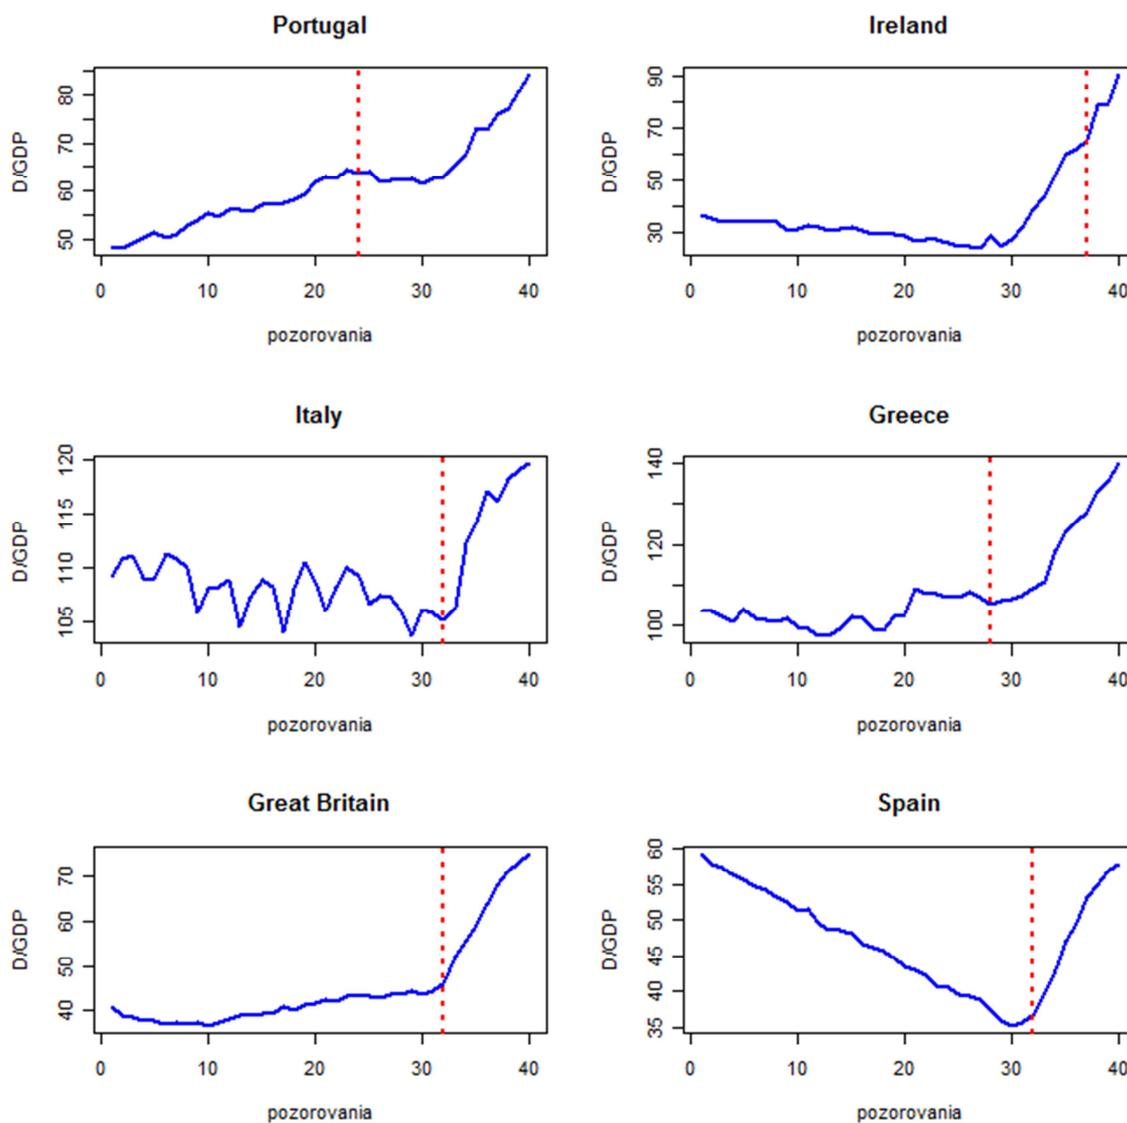 Portugal
D/GDP
50 60 70 80
0 10 20 30 40
pozorovania
Ireland
D/GDP
30 50 70 90
0 10 20 30 40
pozorovania
Italy
D/GDP
105 110 115 120
0 10 20 30 40
pozorovania
Greece
D/GDP
100 120 140
0 10 20 30 40
pozorovania
Great Britain
D/GDP
40 50 60 70
0 10 20 30 40
pozorovania
Spain
D/GDP
35 40 45 50 55 60
0 10 20 30 40
pozorovania